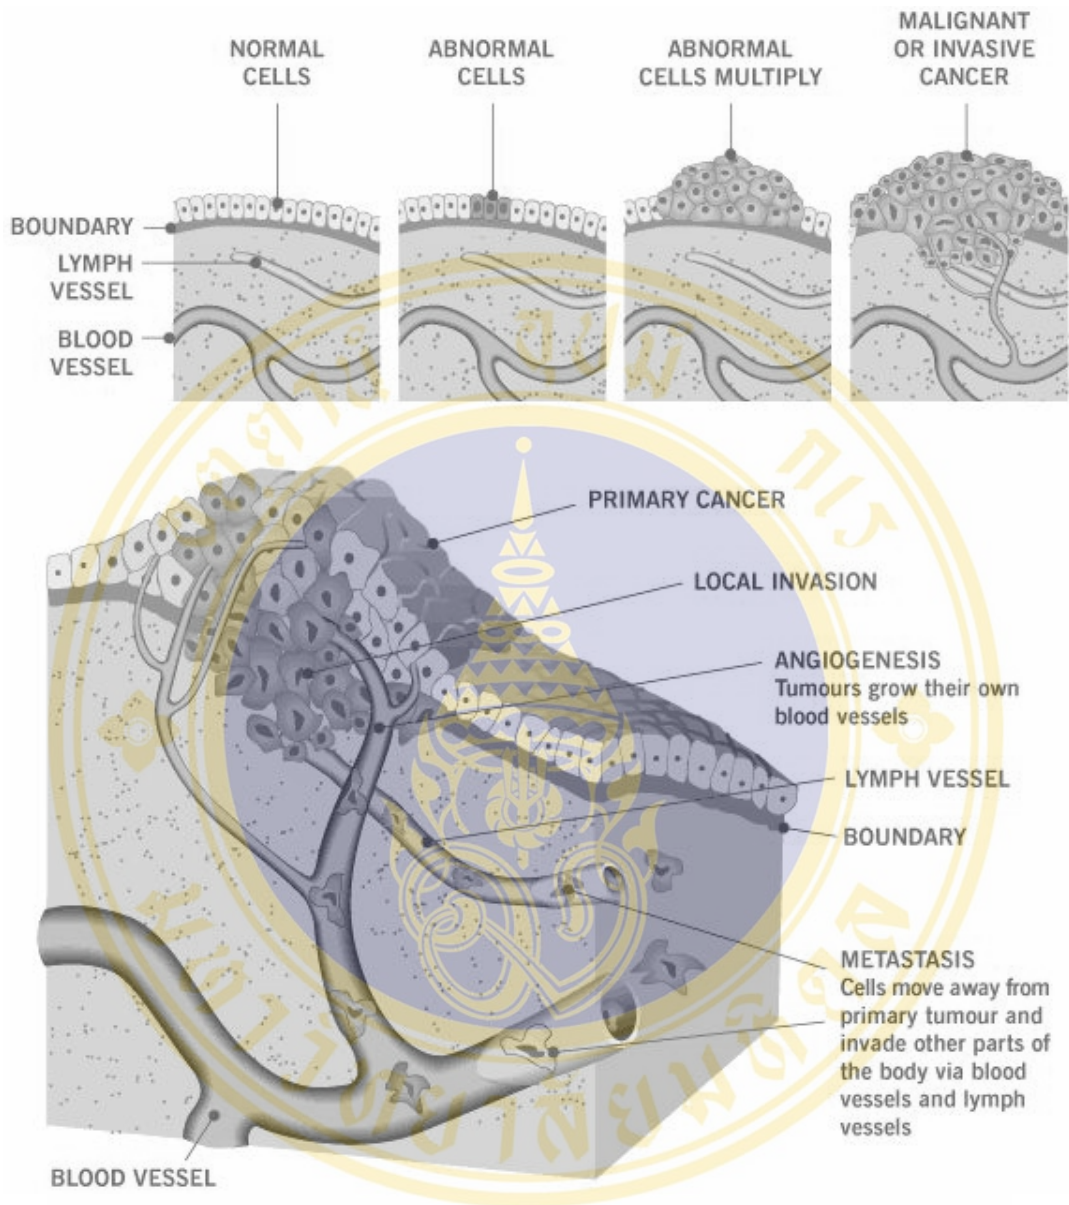 NORMAL
CELLS
ABNORMAL
CELLS
ABNORMAL
CELLS MULTIPLY
MALIGNANT
OR INVASIVE
CANCER
BOUNDARY
LYMPH
VESSEL
BLOOD
VESSEL
PRIMARY CANCER
LOCAL INVASION
ANGIOGENESIS
Tumours grow their own
blood vessels
LYMPH VESSEL
BOUNDARY
METASTASIS
Cells move away from
primary tumour and
invade other parts of
the body via blood
vessels and lymph
vessels
BLOOD VESSEL